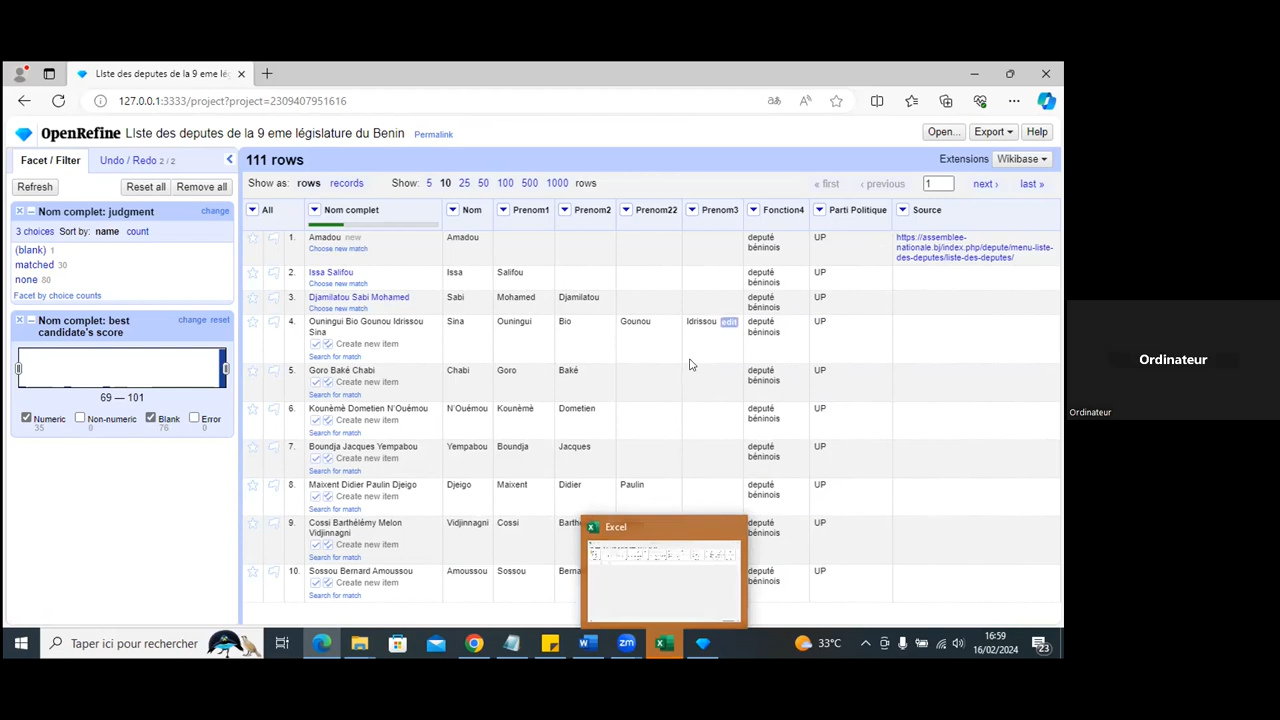 LIste des deputes de la 9 eme lég
127.0.0.1:3333/project?project=2309407951616
OpenRefine LIste des deputes de la 9 eme législature du Benin Permalink
Open... Export Help
Facet / Filter Undo / Redo 2 / 2
111 rows
Extensions Wikibase
Refresh Reset all Remove all
Show as: rows records Show: 5 10 25 50 100 500 1000 rows
« first ‹ previous 1 next › last »
Nom complet: judgment change
3 choices Sort by: name count
(blank) 1
matched 30
none 80
Facet by choice counts
Nom complet: best candidate's score change reset
69 — 101
Numeric Non-numeric Blank Error
35 0 76 0
All Nom complet Nom Prenom1 Prenom2 Prenom22 Prenom3 Fonction4 Parti Politique Source
1. Amadou new Amadou député béninois UP https://assemblee-
nationale.bj/index.php/depute/menu-liste-
des-deputes/liste-des-deputes/
Choose new match
2. Issa Salifou Issa Salifou député béninois UP
Choose new match
3. Djamilatou Sabi Mohamed Sabi Mohamed Djamilatou député béninois UP
Choose new match
4. Ouningui Bio Gounou Idrissou Sina Sina Ouningui Bio Gounou Idrissou edit député béninois UP
Create new item
Search for match
5. Goro Baké Chabi Chabi Goro Baké député béninois UP
Create new item
Search for match
6. Kounèmè Dometien N'Ouémou N'Ouémou Kounèmè Dometien député béninois UP
Create new item
Search for match
7. Boundja Jacques Yempabou Yempabou Boundja Jacques député béninois UP
Create new item
Search for match
8. Maixent Didier Paulin Djeigo Djeigo Maixent Didier Paulin député béninois UP
Create new item
Search for match
9. Cossi Barthélémy Melon Vidjinnagni Vidjinnagni Cossi Barth député béninois UP
Create new item
Search for match
10. Sossou Bernard Amoussou Amoussou Sossou Berna député béninois UP
Create new item
Search for match
Excel
Taper ici pour rechercher
33°C
16:59
16/02/2024
23
Ordinateur
Ordinateur